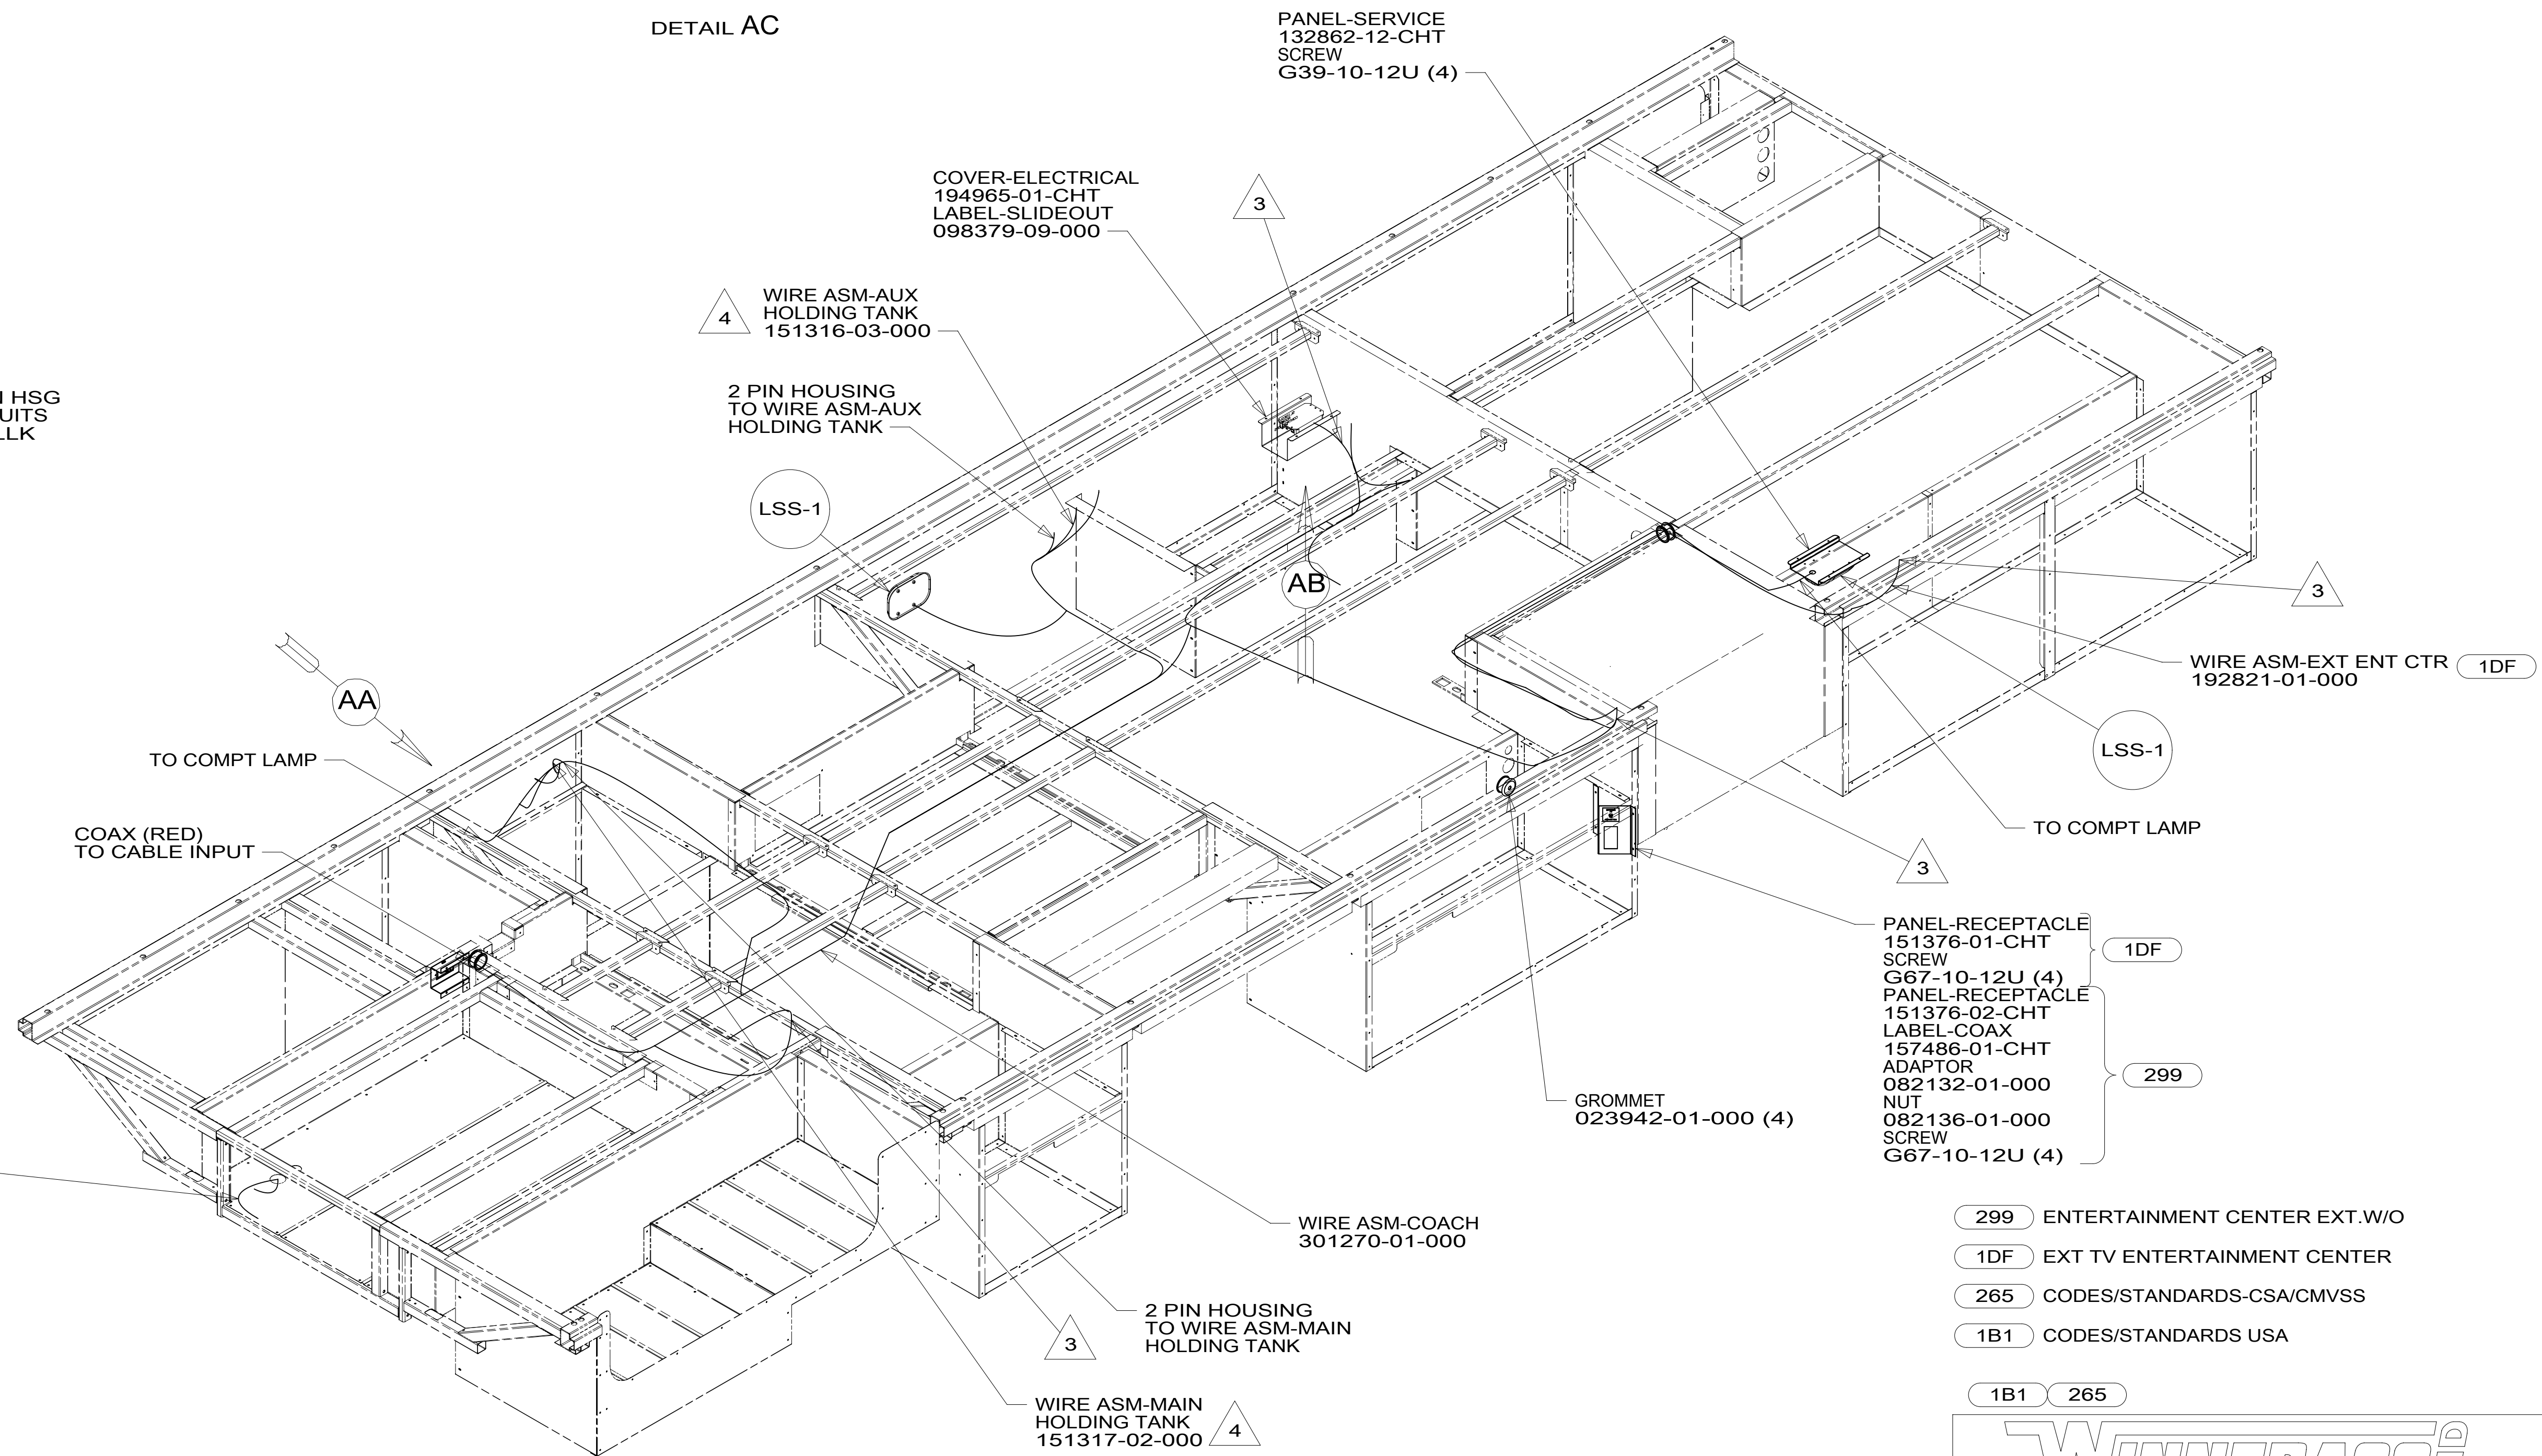 DETAIL AC
PANEL-SERVICE
132862-12-CHT
SCREW
G39-10-12U (4)
COVER-ELECTRICAL
194965-01-CHT
LABEL-SLIDEOUT
098379-09-000
3
4
WIRE ASM-AUX
HOLDING TANK
151316-03-000
2 PIN HOUSING
TO WIRE ASM-AUX
HOLDING TANK
HSG
UITS
LLK
LSS-1
AB
3
AA
WIRE ASM-EXT ENT CTR 1DF
192821-01-000
LSS-1
TO COMPT LAMP
TO COMPT LAMP
COAX (RED)
TO CABLE INPUT
3
PANEL-RECEPTACLE
151376-01-CHT
SCREW
G67-10-12U (4)
1DF
PANEL-RECEPTACLE
151376-02-CHT
LABEL-COAX
157486-01-CHT
ADAPTOR
082132-01-000
NUT
082136-01-000
SCREW
G67-10-12U (4)
299
GROMMET
023942-01-000 (4)
WIRE ASM-COACH
301270-01-000
2 PIN HOUSING
TO WIRE ASM-MAIN
HOLDING TANK
3
WIRE ASM-MAIN
HOLDING TANK
151317-02-000
4
299 ENTERTAINMENT CENTER EXT.W/O
1DF EXT TV ENTERTAINMENT CENTER
265 CODES/STANDARDS-CSA/CMVSS
1B1 CODES/STANDARDS USA
1B1 265